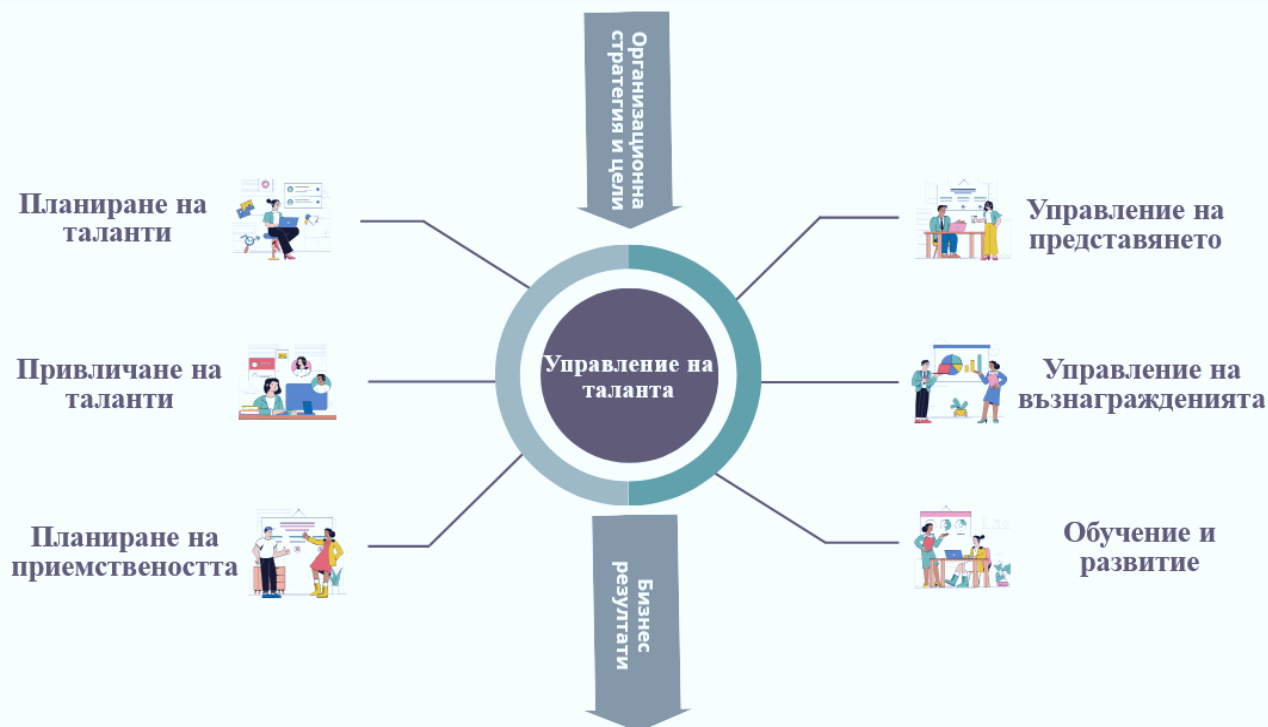 Организационна
стратегия и цели
Планиране на
таланти
Управление на
представянето
Привличане на
таланти
Управление на
таланта
Управление на
възнагражденията
Планиране на
приемствеността
Обучение и
развитие
Бизнес
резултати